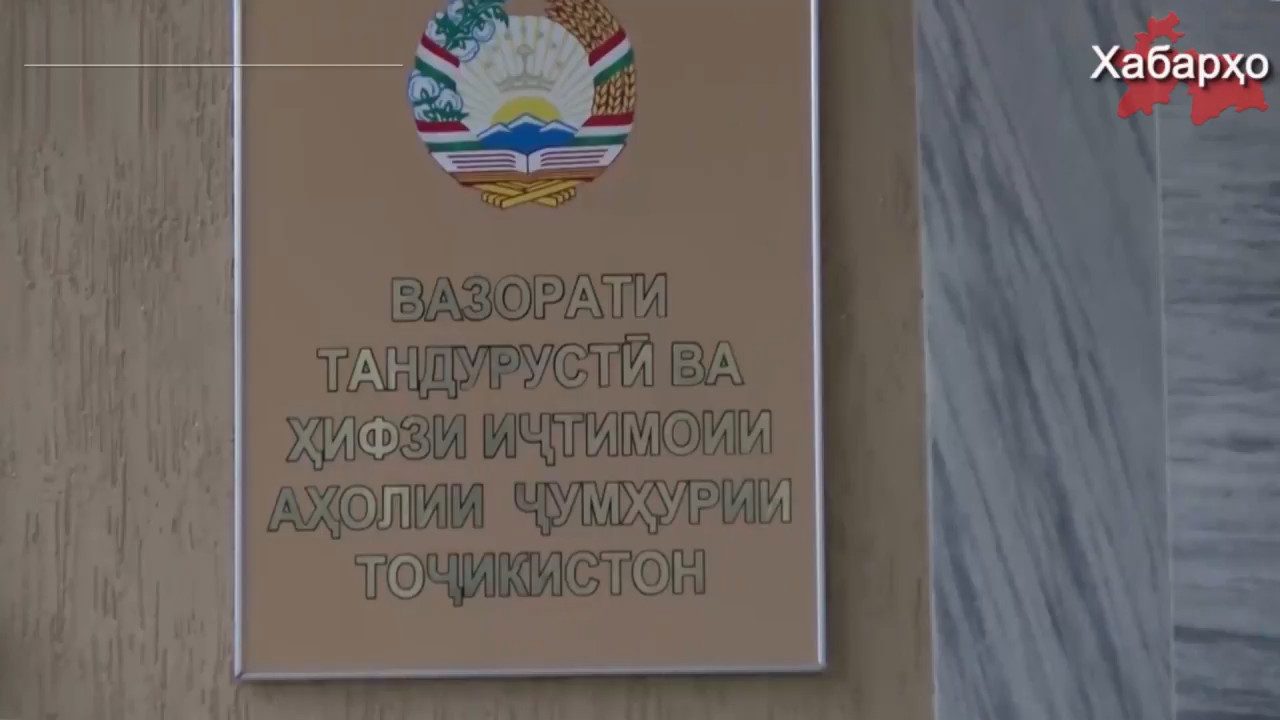 Хабарҳо
ВАЗОРАТИ
ТАНДУРУСТӢ ВА
ҲИФЗИ ИҶТИМОИИ
АҲОЛИИ ҶУМҲУРИИ
ТОҶИКИСТОН